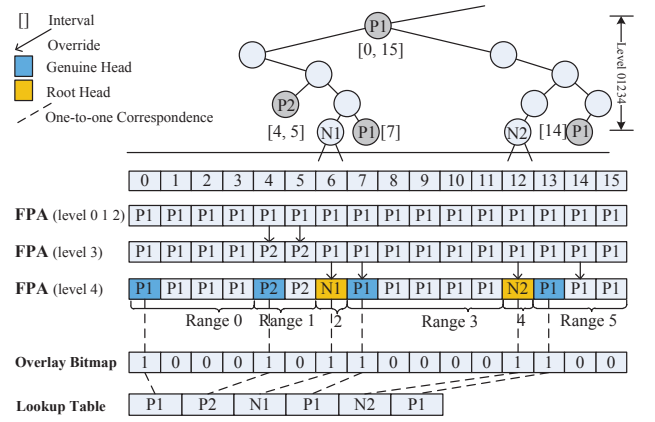 [] Interval
Override
Genuine Head
Root Head
One-to-one Correspondence
P1
[0, 15]
P2
[4, 5]
N1
P1
[7]
N2
[14]
P1
Level 01234
0 1 2 3 4 5 6 7 8 9 10 11 12 13 14 15
FPA (level 0 1 2) P1 P1 P1 P1 P1 P1 P1 P1 P1 P1 P1 P1 P1 P1 P1 P1
FPA (level 3) P1 P1 P1 P1 P2 P2 P1 P1 P1 P1 P1 P1 P1 P1 P1 P1
FPA (level 4) P1 P1 P1 P1 P2 P2 N1 P1 P1 P1 P1 P1 N2 P1 P1 P1
Range 0 Range 1 2 Range 3 4 Range 5
Overlay Bitmap 1 0 0 0 1 0 1 1 0 0 0 0 1 1 0 0
Lookup Table P1 P2 N1 P1 N2 P1